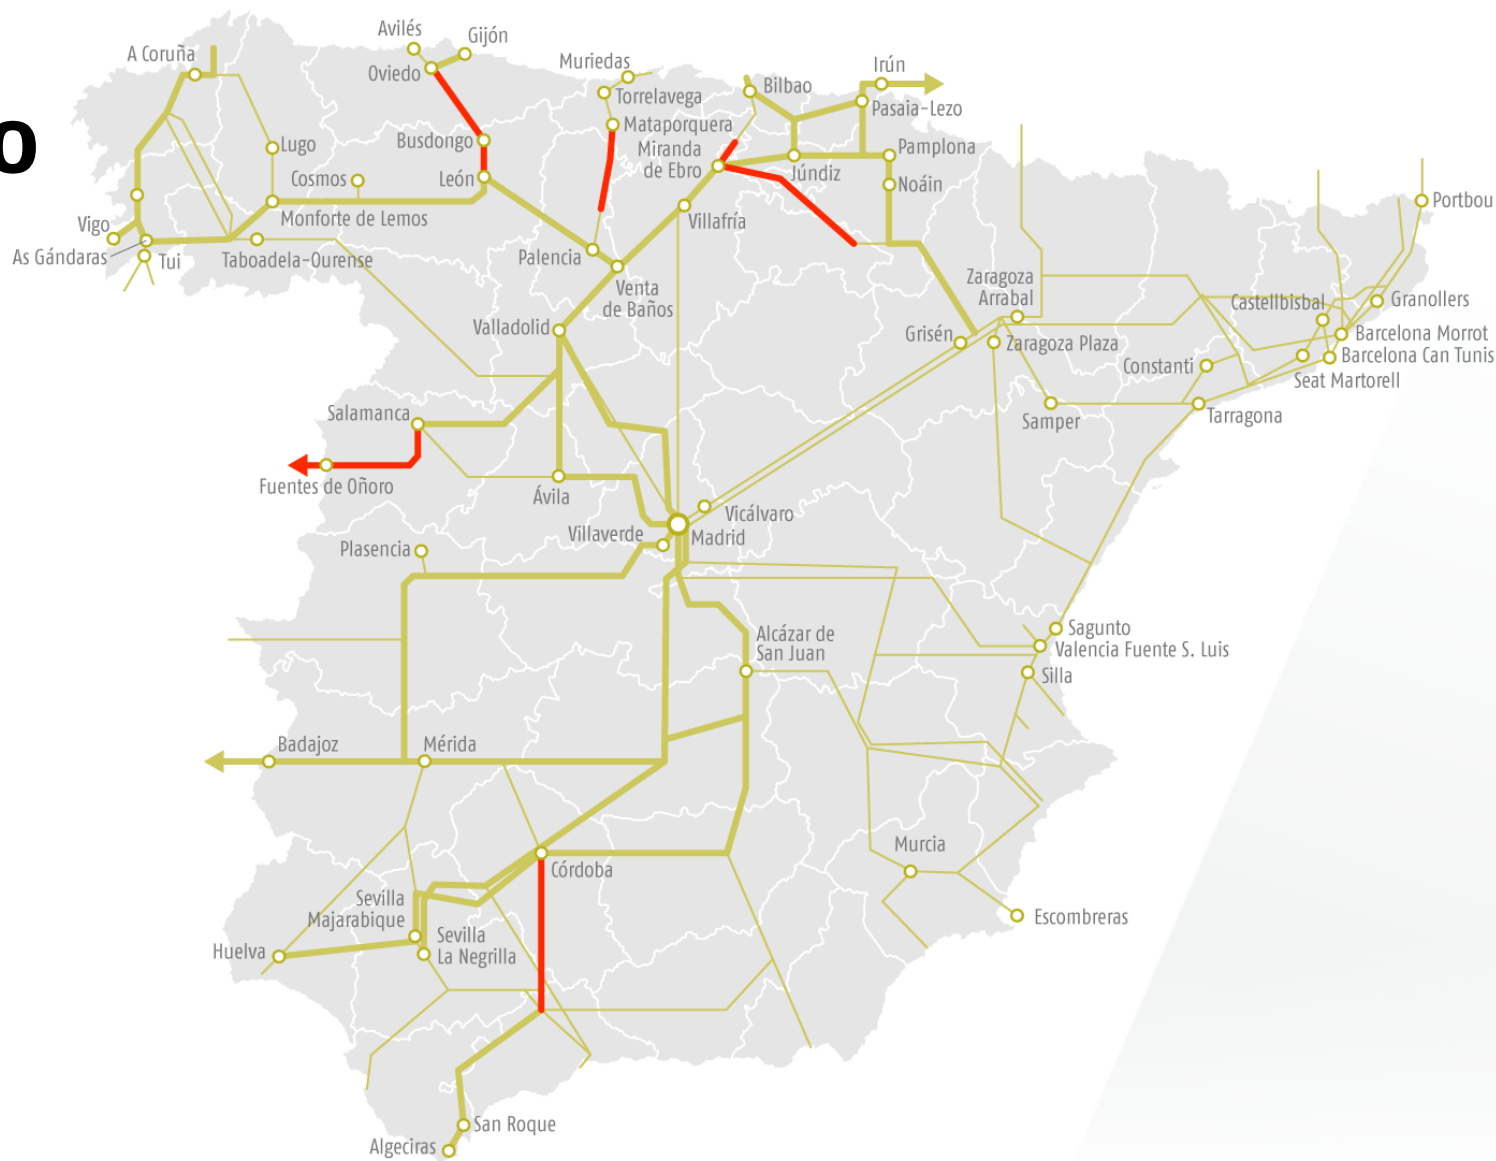 o
Avilés
Gijón
A Coruña
Oviedo
Muriedas
Irún
Torrelavega
Bilbao
Pasaia-Lezo
Mataporquera
Lugo
Busdongo
Miranda
de Ebro
Pamplona
Júndiz
Cosmos
León
Noáin
Monforte de Lemos
Portbou
Vigo
Villafría
As Gándaras
Tui
Taboadela-Ourense
Palencia
Venta
de Baños
Zaragoza
Arrabal
Castellbisbal
Granollers
Valladolid
Grisén
Zaragoza Plaza
Barcelona Morrot
Barcelona Can Tunis
Constanti
Seat Martorell
Salamanca
Samper
Tarragona
Fuentes de Oñoro
Ávila
Vicálvaro
Villaverde
Madrid
Plasencia
Alcázar de
San Juan
Sagunto
Valencia Fuente S. Luis
Silla
Badajoz
Mérida
Murcia
Córdoba
Sevilla
Majarabique
Escombreras
Sevilla
La Negrilla
Huelva
San Roque
Algeciras